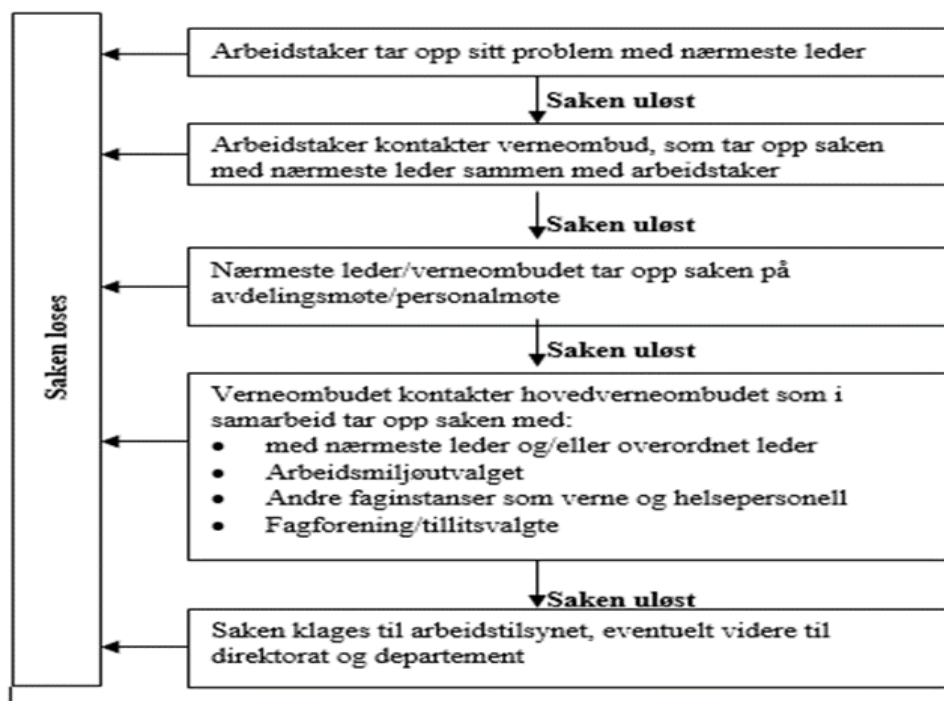 Saken løses
Arbeidstaker tar opp sitt problem med nærmeste leder
Saken uløst
Arbeidstaker kontakter verneombud, som tar opp saken
med nærmeste leder sammen med arbeidstaker
Saken uløst
Nærmeste leder/verneombudet tar opp saken på
avdelingsmøte/personalmøte
Saken uløst
Verneombudet kontakter hovedverneombudet som i
samarbeid tar opp saken med:
• med nærmeste leder og/eller overordnet leder
• Arbeidsmiljøutvalget
• Andre faginstanser som verne og helsepersonell
• Fagforening/tillitsvalgte
Saken uløst
Saken klages til arbeidstilsynet, eventuelt videre til
direktorat og departement